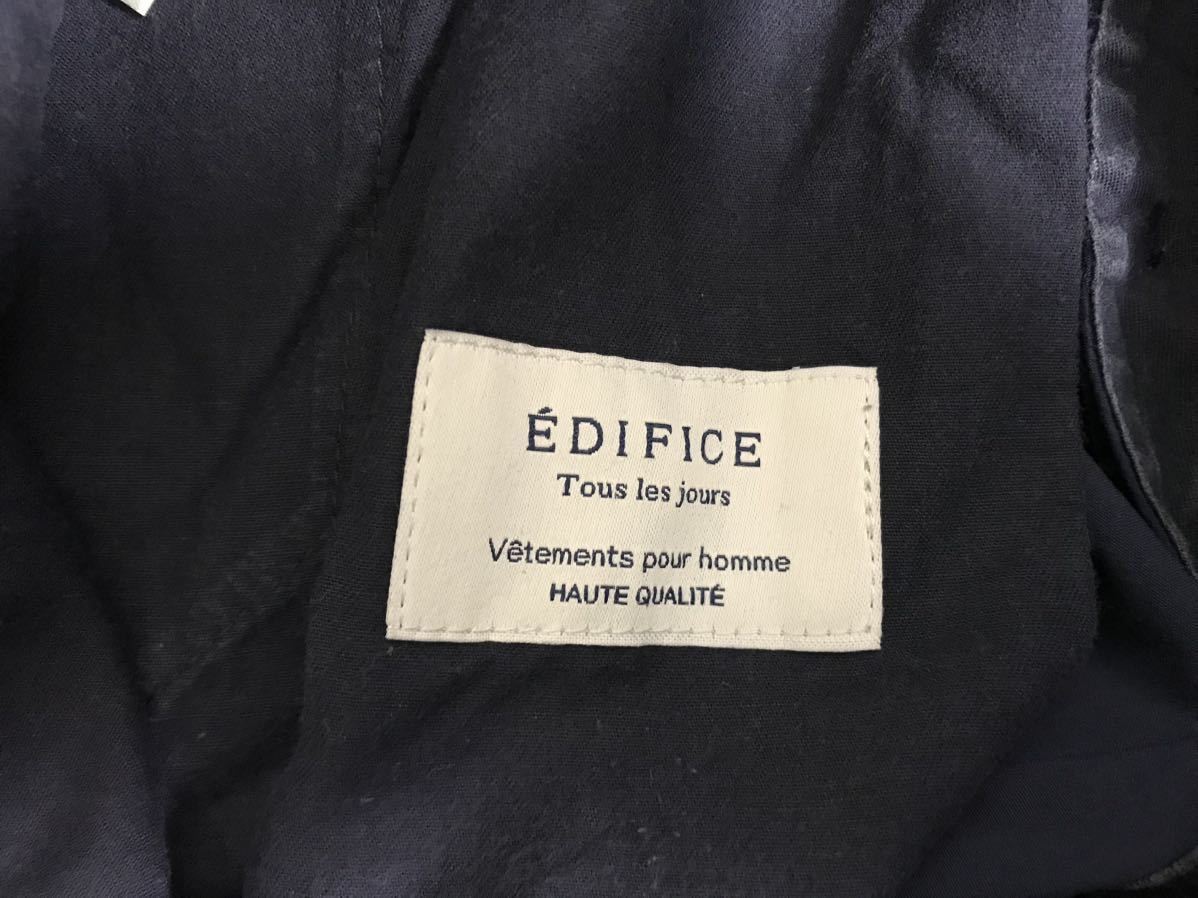 ÉDIFICE
Tous les jours
Vêtements pour homme
HAUTE QUALITÉ